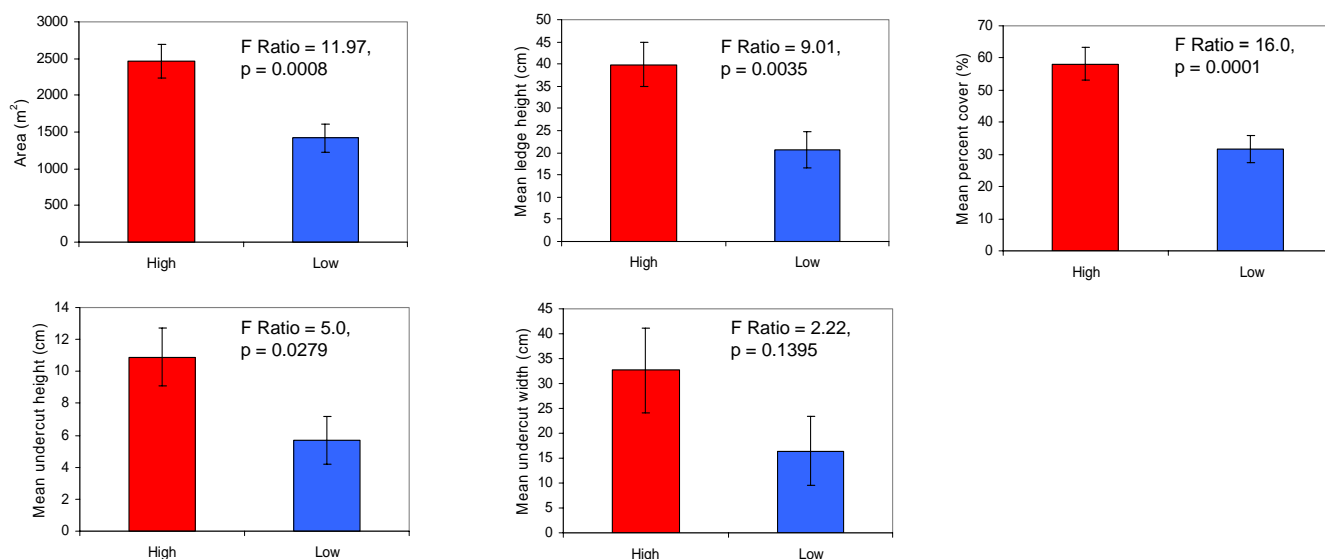 Area (m²)
3000
2500
2000
1500
1000
500
0
High
Low
F Ratio = 11.97,
p = 0.0008
Mean ledge height (cm)
50
45
40
35
30
25
20
15
10
5
0
High
Low
F Ratio = 9.01,
p = 0.0035
Mean percent cover (%)
70
60
50
40
30
20
10
0
High
Low
F Ratio = 16.0,
p = 0.0001
Mean undercut height (cm)
14
12
10
8
6
4
2
0
High
Low
F Ratio = 5.0,
p = 0.0279
Mean undercut width (cm)
45
40
35
30
25
20
15
10
5
0
High
Low
F Ratio = 2.22,
p = 0.1395